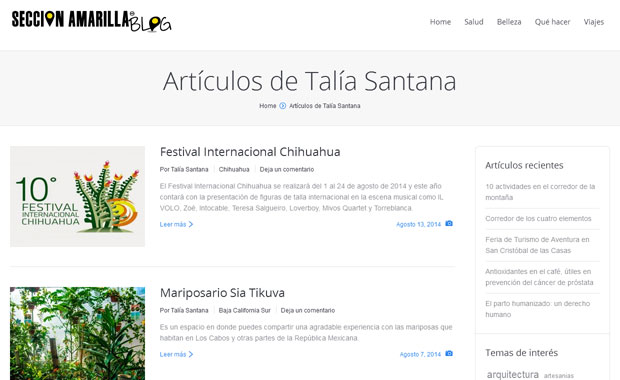 SECCION AMARILLA BLOG
Home Salud Belleza Qué hacer Viajes
Artículos de Talía Santana
Home Artículos de Talía Santana
10°
FESTIVAL
INTERNACIONAL
CHIHUAHUA
Festival Internacional Chihuahua
Por Talía Santana Chihuahua Deja un comentario
El Festival Internacional Chihuahua se realizará del 1 al 24 de agosto de 2014 y este año
contará con la presentación de figuras de talla internacional en la escena musical como IL
VOLO, Zoé, Infocable, Teresa Salgueiro, Loverboy, Mivos Quartet y Torreblanca.
Leer más Agosto 13, 2014
Mariposario Sia Tikuva
Por Talía Santana Baja California Sur Deja un comentario
Es un espacio en donde puedes compartir una agradable experiencia con las mariposas que
habitan en Los Cabos y otras partes de la República Mexicana.
Leer más Agosto 7, 2014
Artículos recientes
10 actividades en el corredor de la
montaña
Corredor de los cuatro elementos
Feria de Turismo de Aventura en
San Cristóbal de las Casas
Antioxidantes en el café, útiles en
prevención del cáncer de próstata
El parto humanizado: un derecho
humano
Temas de interés
arquitectura artesanias